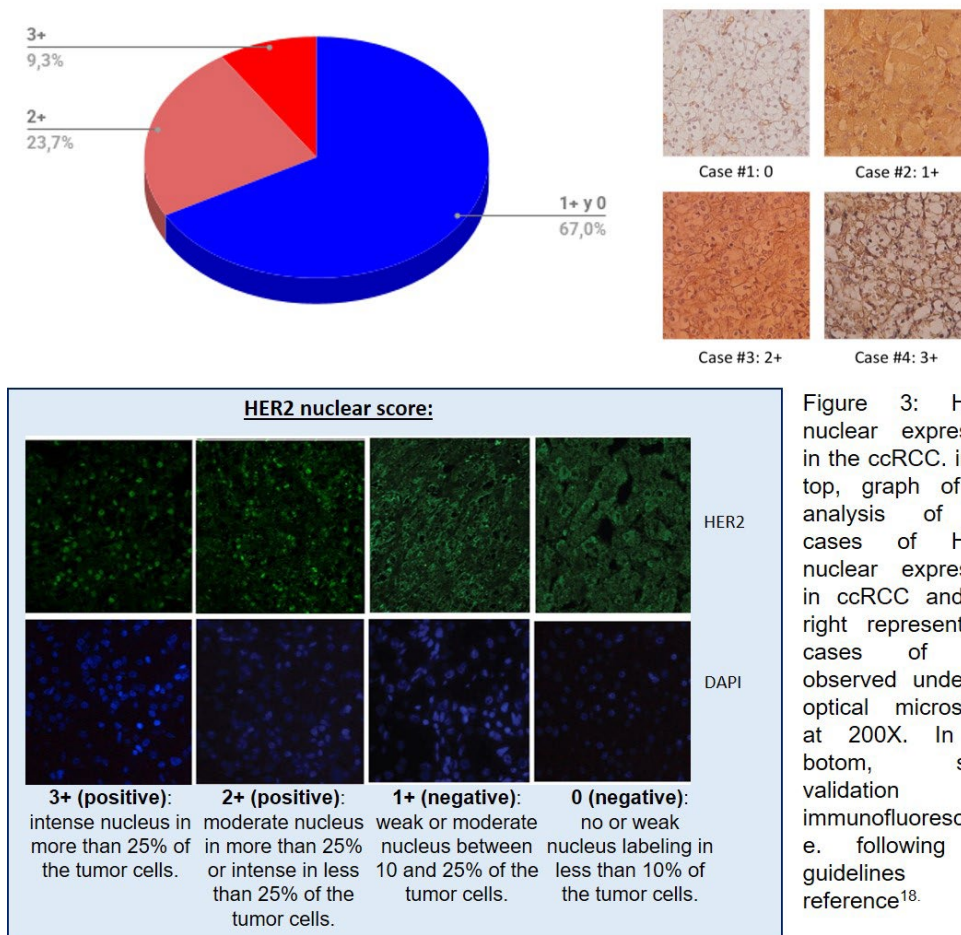 3+
9,3%
2+
23,7%
1+ y 0
67,0%
Case #1: 0
Case #2: 1+
Case #3: 2+
Case #4: 3+
HER2 nuclear score:
HER2
DAPI
3+ (positive):
intense nucleus in
more than 25% of
the tumor cells.
2+ (positive):
moderate nucleus
in more than 25%
or intense in less
than 25% of the
tumor cells.
1+ (negative):
weak or moderate
nucleus between
10 and 25% of the
tumor cells.
0 (negative):
no or weak
nucleus labeling in
less than 10% of
the tumor cells.
Figure 3: H
nuclear expres
in the ccRCC. i
top, graph of
analysis of
cases of H
nuclear expres
in ccRCC and
right represent
cases of
observed unde
optical micros
at 200X. In
botom, s
validation
immunofluoresc
e. following
guidelines
reference18.